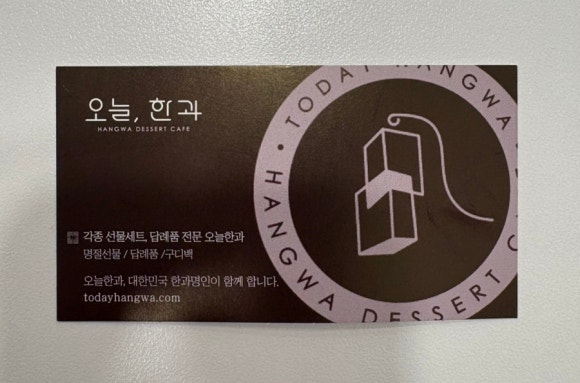 오늘, 한과
HANGWA DESSERT CAFE
각종 선물세트, 답례품 전문 오늘한과
명절선물 / 답례품 /구디백
오늘한과, 대한민국 한과명인이 함께 합니다.
todayhangwa.com
TODAY HANGWA
HANGWA DESSERT C